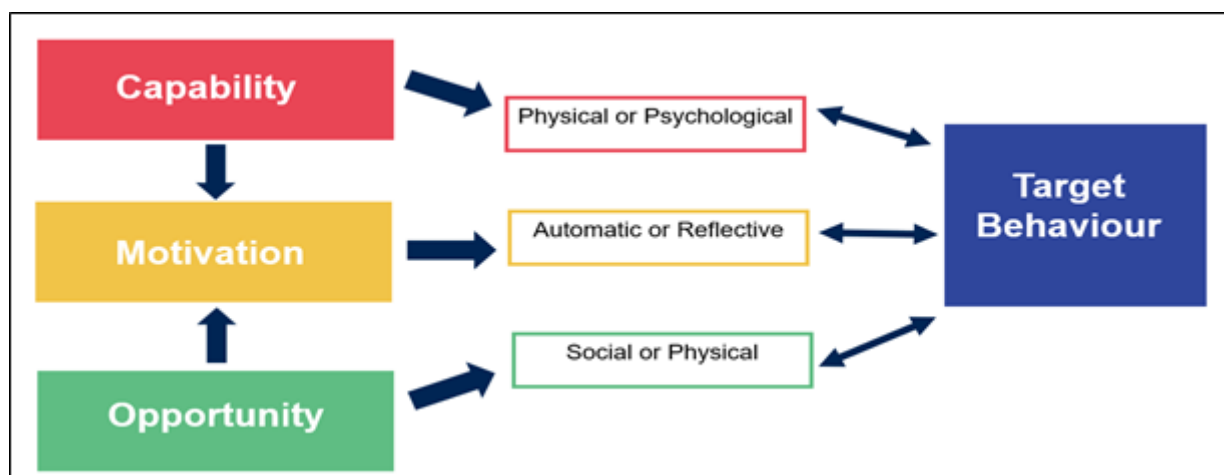 Capability
Physical or Psychological
Motivation
Automatic or Reflective
Target
Behaviour
Opportunity
Social or Physical